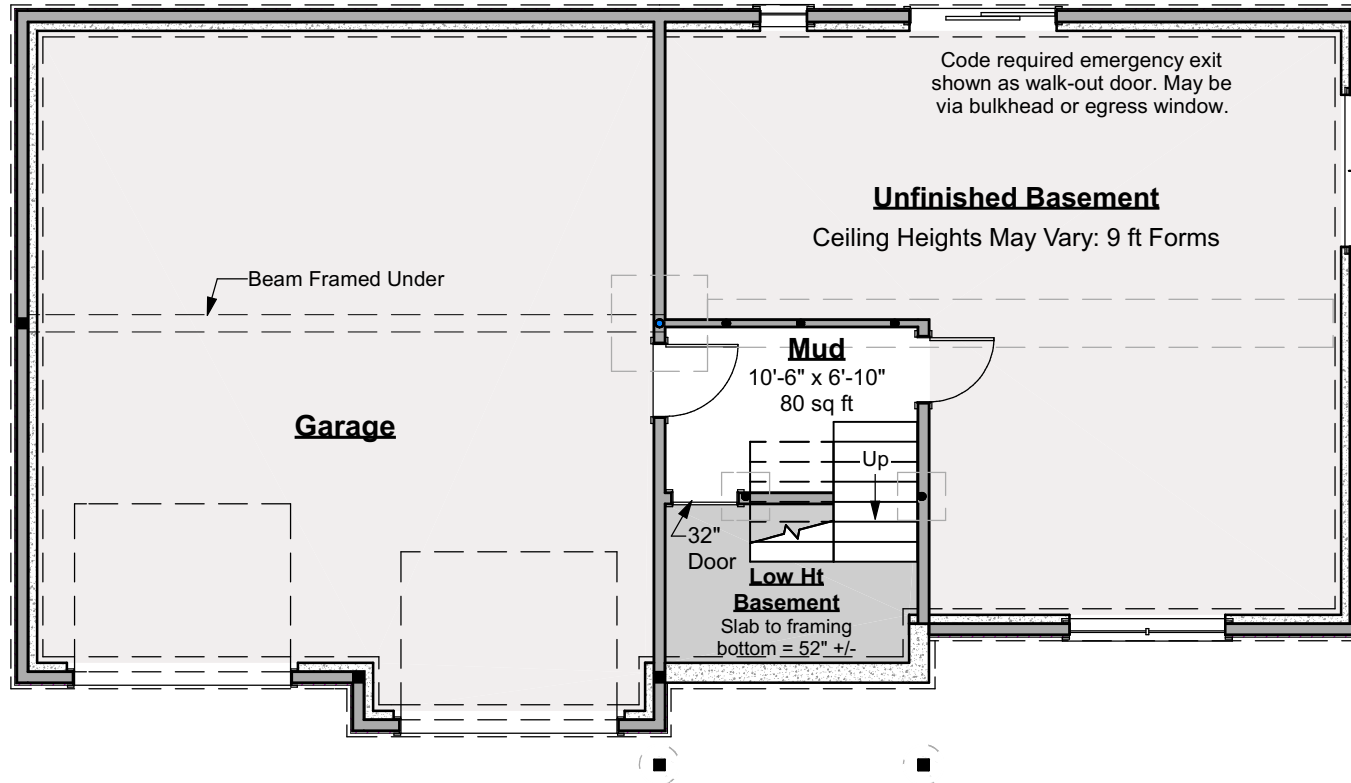 Code required emergency exit
shown as walk-out door. May be
via bulkhead or egress window.
Unfinished Basement
Ceiling Heights May Vary: 9 ft Forms
Beam Framed Under
Mud
10'-6" x 6'-10"
80 sq ft
Garage
Up
32"
Door
Low Ht
Basement
Slab to framing
bottom = 52" +/-